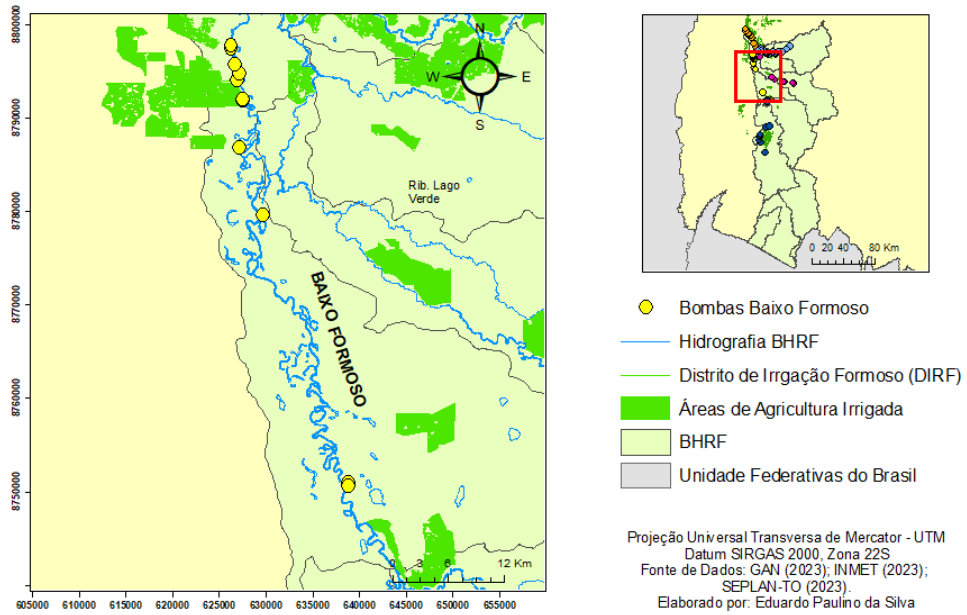 8800000
8790000
8780000
8770000
8760000
8750000
N
W
E
S
Rib. Lago
Verde
BAIXO FORMOSO
0 3 6 12 Km
605000 610000 615000 620000 625000 630000 635000 640000 645000 650000 655000
0 20 40 80 Km
Bombas Baixo Formoso
Hidrografia BHRF
Distrito de Irrgação Formoso (DIRF)
Áreas de Agricultura Irrigada
BHRF
Unidade Federativas do Brasil
Projeção Universal Transversa de Mercator - UTM
Datum SIRGAS 2000, Zona 22S
Fonte de Dados: GAN (2023); INMET (2023);
SEPLAN-TO (2023).
Elaborado por: Eduardo Paulino da Silva